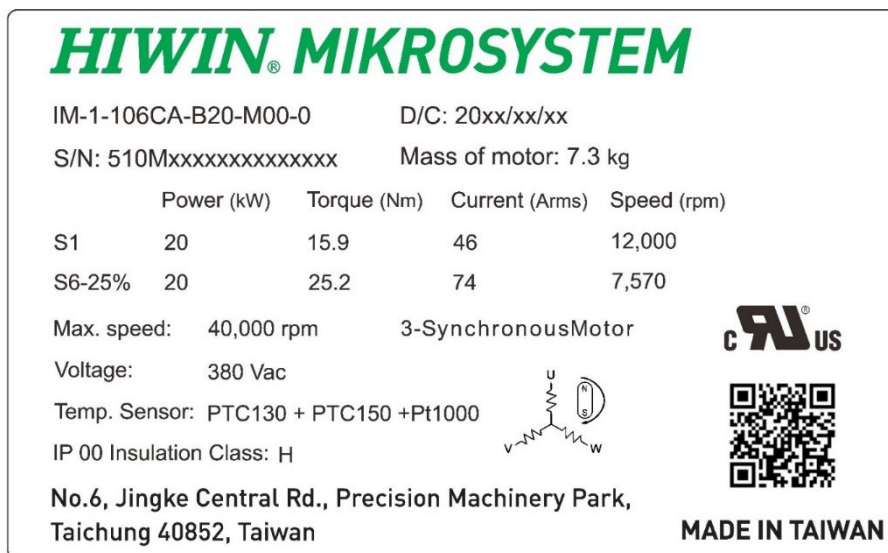 HIWIN® MIKROSYSTEM
IM-1-106CA-B20-M00-0 D/C: 20xx/xx/xx
S/N: 510Mxxxxxxxxxxxxxx Mass of motor: 7.3 kg
Power (kW) Torque (Nm) Current (Arms) Speed (rpm)
S1 20 15.9 46 12,000
S6-25% 20 25.2 74 7,570
Max. speed: 40,000 rpm 3-SynchronousMotor
Voltage: 380 Vac
Temp. Sensor: PTC130 + PTC150 +Pt1000
IP 00 Insulation Class: H
U
N
S
V W
c RU® US
No.6, Jingke Central Rd., Precision Machinery Park,
Taichung 40852, Taiwan
MADE IN TAIWAN